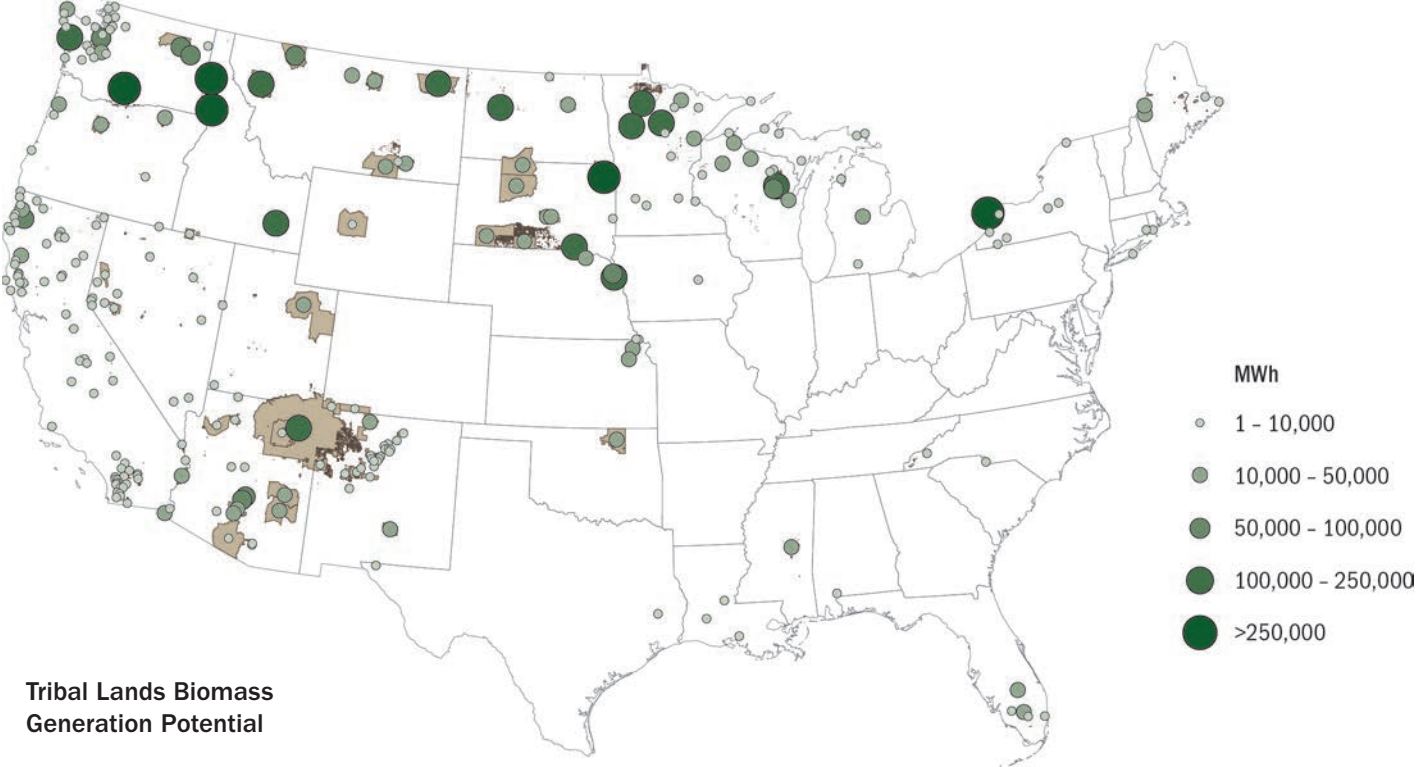 MWh
1 – 10,000
10,000 – 50,000
50,000 – 100,000
100,000 – 250,000
>250,000
Tribal Lands Biomass
Generation Potential